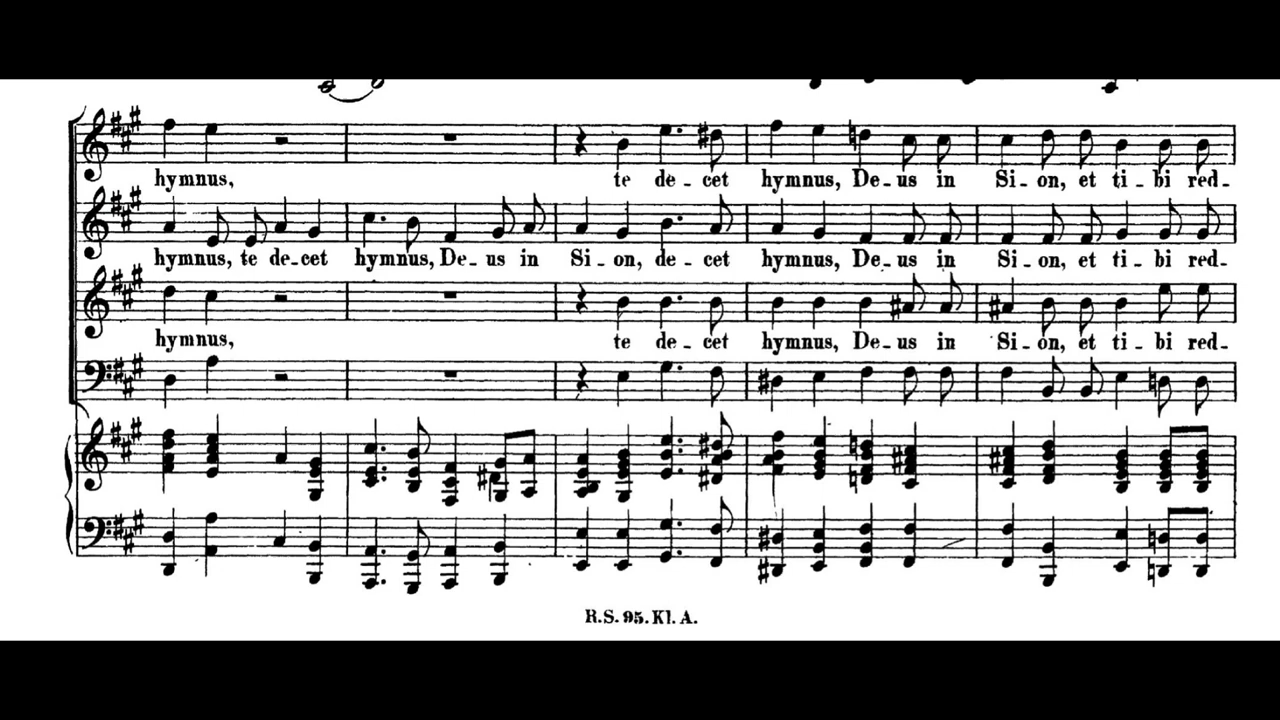 hymnus, te de-cet hymnus, De-us in Si-on, et ti-bi red-
hymnus, te de-cet hymnus, De-us in Si-on, de-cet hymnus, De-us in Si-on, et ti-bi red-
hymnus, te de-cet hymnus, De-us in Si-on, et ti-bi red-
R.S. 95. Kl. A.